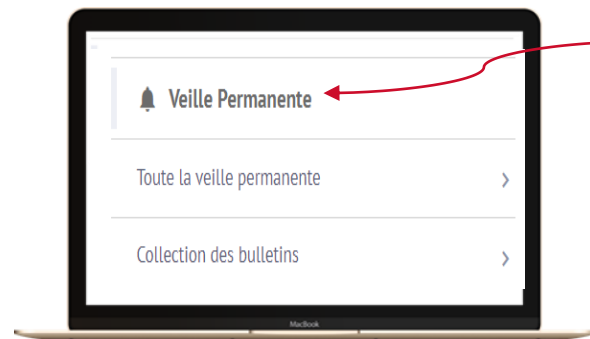 Veille Permanente
Toute la veille permanente
Collection des bulletins
MacBook